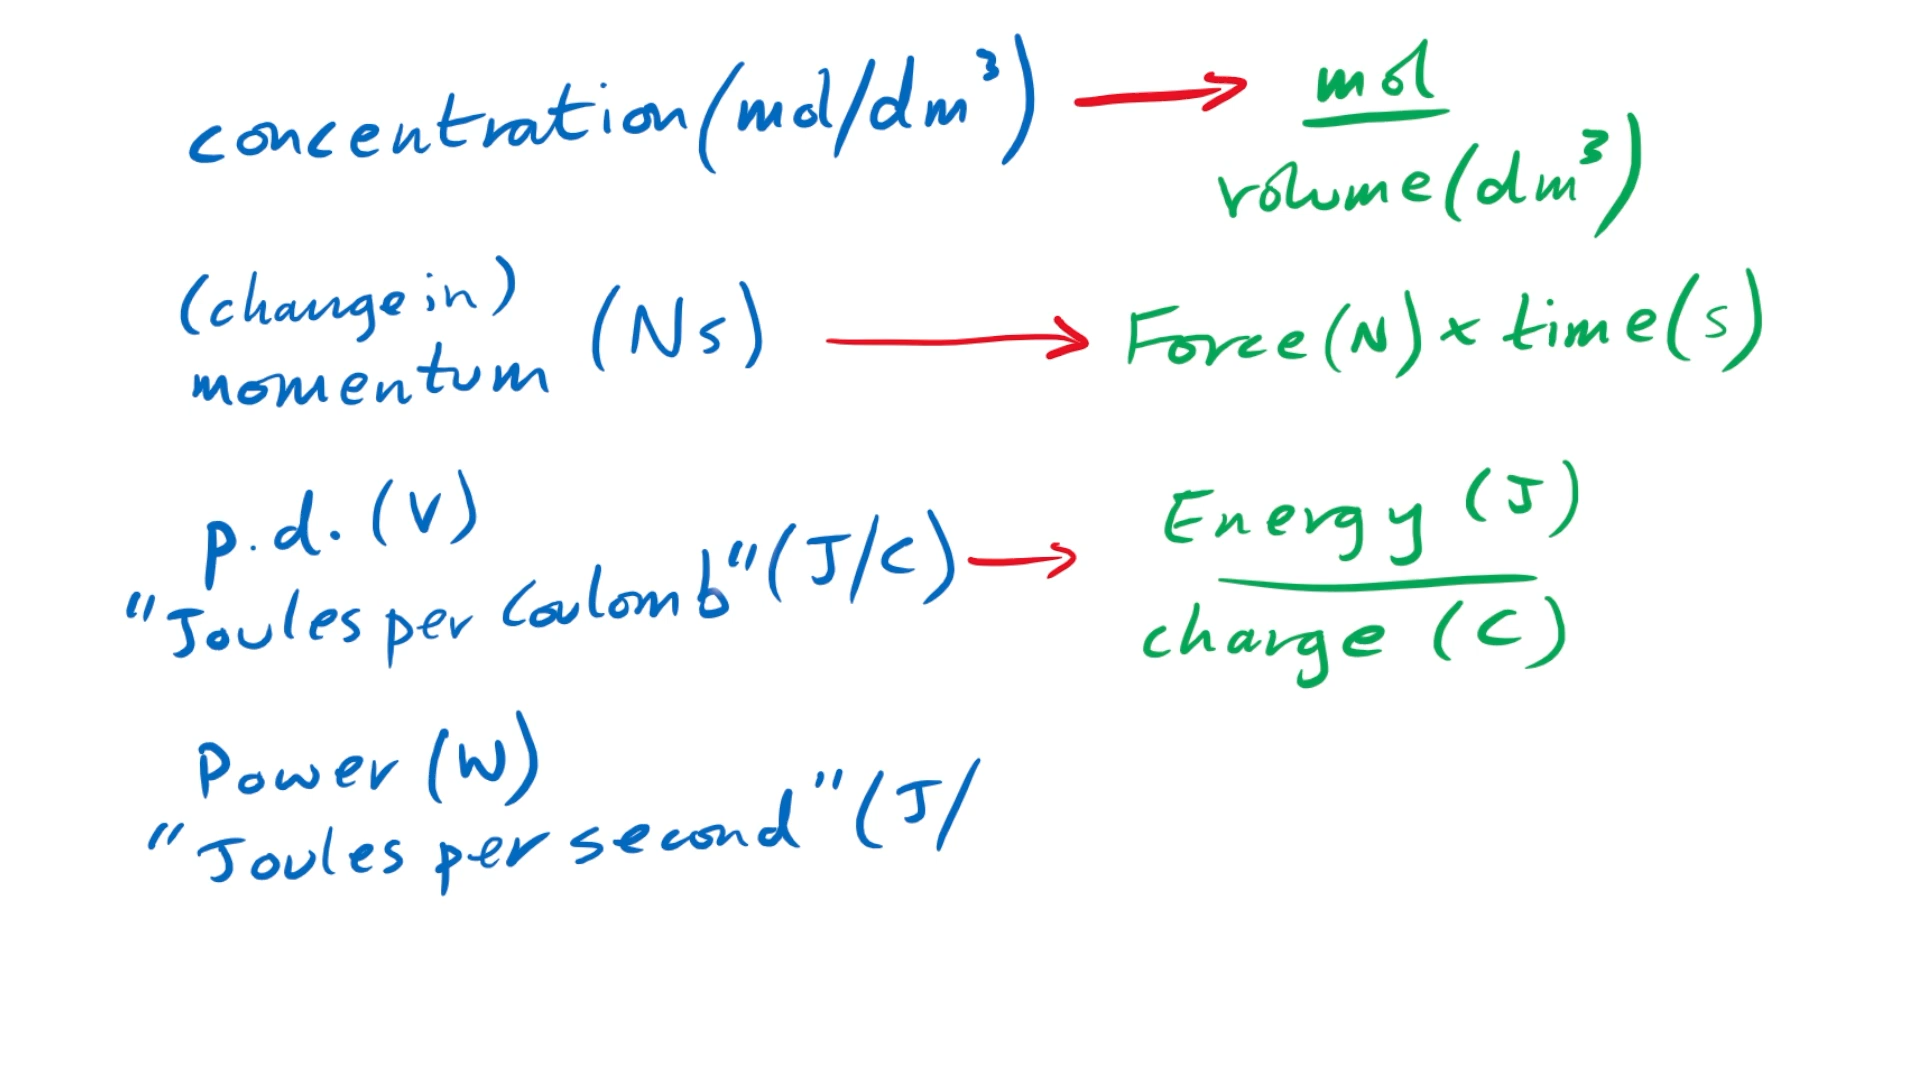 concentration (mol/dm³) → mol
volume (dm³)
(change in)
momentum (Ns) → Force (N) × time (s)
p.d. (V)
"Joules per Coulomb" (J/C) → Energy (J)
charge (C)
Power (W)
"Joules per second" (J/